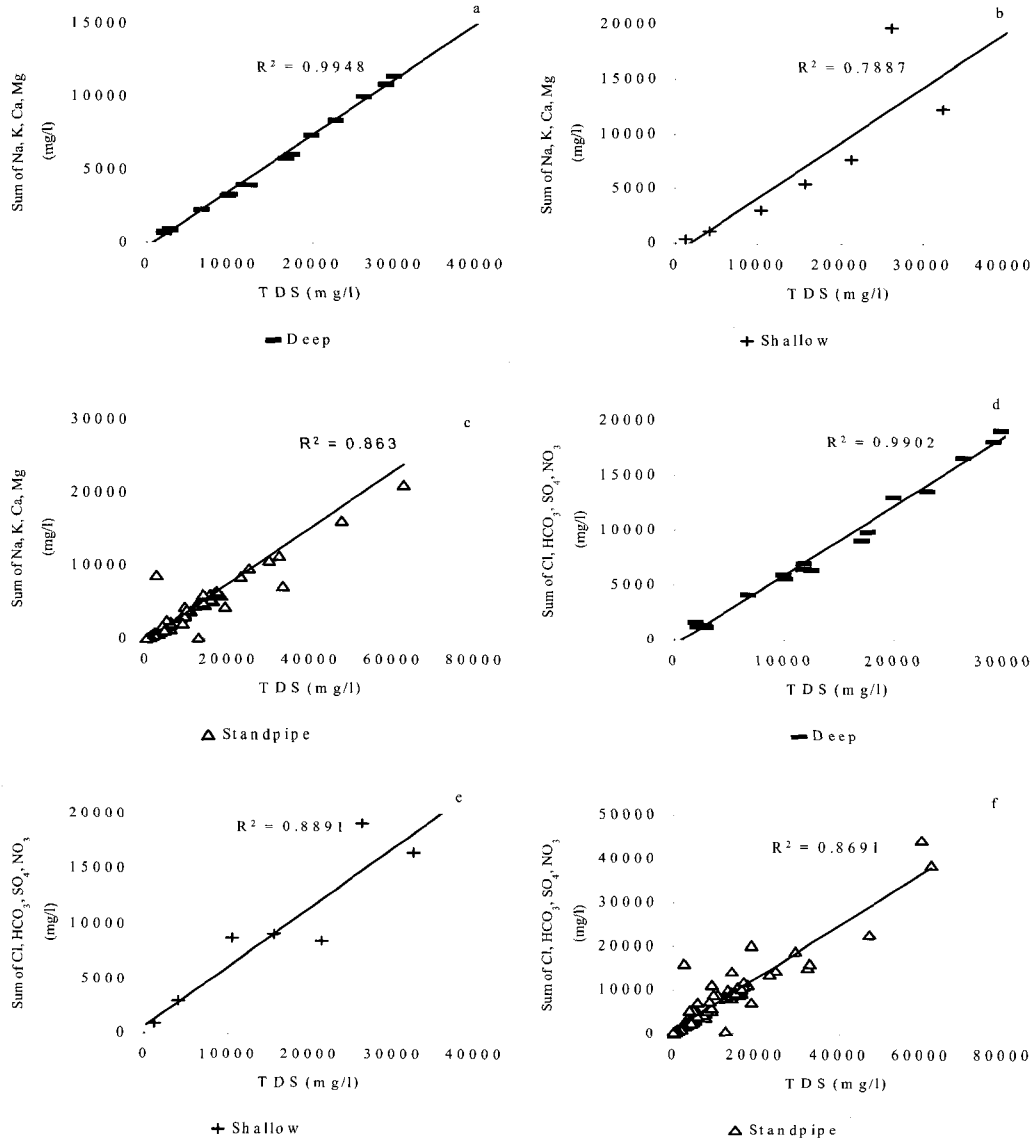 a
15000
10000
5000
0
R² = 0.9948
Sum of Na, K, Ca, Mg
(mg/l)
0 10000 20000 30000 40000
TDS (mg/l)
Deep
b
20000
15000
10000
5000
0
R² = 0.7887
Sum of Na, K, Ca, Mg
(mg/l)
0 10000 20000 30000 40000
TDS (mg/l)
Shallow
c
30000
20000
10000
0
R² = 0.863
Sum of Na, K, Ca, Mg
(mg/l)
0 20000 40000 60000 80000
TDS (mg/l)
Standpipe
d
20000
15000
10000
5000
0
R² = 0.9902
Sum of Cl, HCO₃, SO₄, NO₃
(mg/l)
0 10000 20000 30000
TDS (mg/l)
Deep
e
20000
15000
10000
5000
0
R² = 0.8891
Sum of Cl, HCO₃, SO₄, NO₃
(mg/l)
0 10000 20000 30000 40000
TDS (mg/l)
Shallow
f
50000
40000
30000
20000
10000
0
R² = 0.8691
Sum of Cl, HCO₃, SO₄, NO₃
(mg/l)
0 20000 40000 60000 80000
TDS (mg/l)
Standpipe